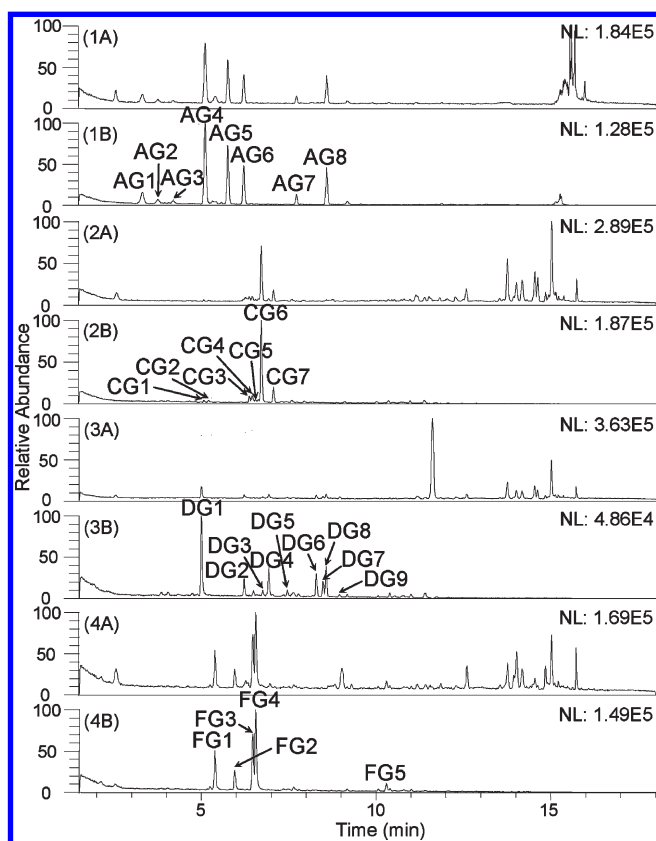 100
(1A)
NL: 1.84E5
50
0
100
(1B)
AG4
NL: 1.28E5
AG2
AG5
50
AG3
AG6
AG8
AG1
AG7
0
100
(2A)
NL: 2.89E5
50
0
100
(2B)
CG6
NL: 1.87E5
CG4
50
CG2
CG5
CG1
CG3
CG7
0
100
(3A)
NL: 3.63E5
50
0
DG1
100
(3B)
NL: 4.86E4
DG5
DG8
DG3
DG6
50
DG2
DG4
DG7
DG9
0
100
(4A)
NL: 1.69E5
50
0
FG4
100
(4B)
NL: 1.49E5
FG3
FG1
FG2
50
FG5
0
5
10
15
Time (min)
Relative Abundance